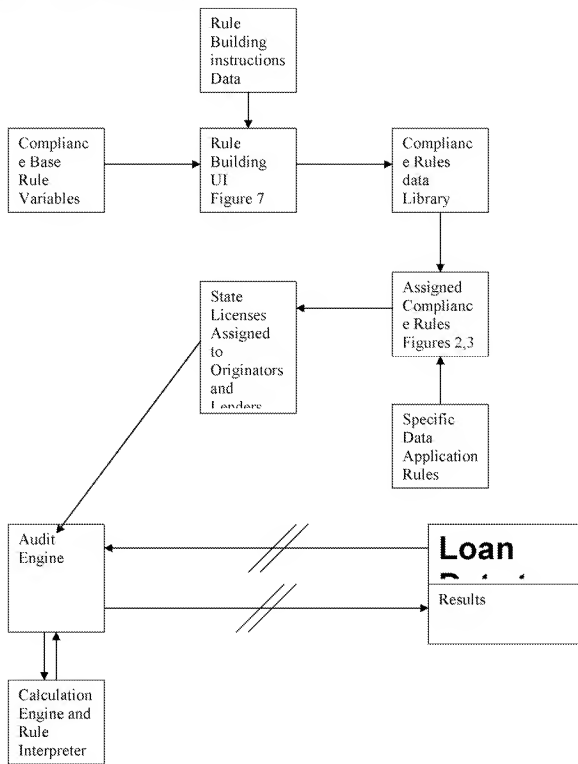 Rule
Building
instructions
Data
Complianc
e Base
Rule
Variables
Rule
Building
UI
Figure 7
Complianc
e Rules
data
Library
State
Licenses
Assigned
to
Originators
and
Lenders
Assigned
Complianc
e Rules
Figures 2,3
Specific
Data
Application
Rules
Audit
Engine
Loan
Results
Calculation
Engine and
Rule
Interpreter